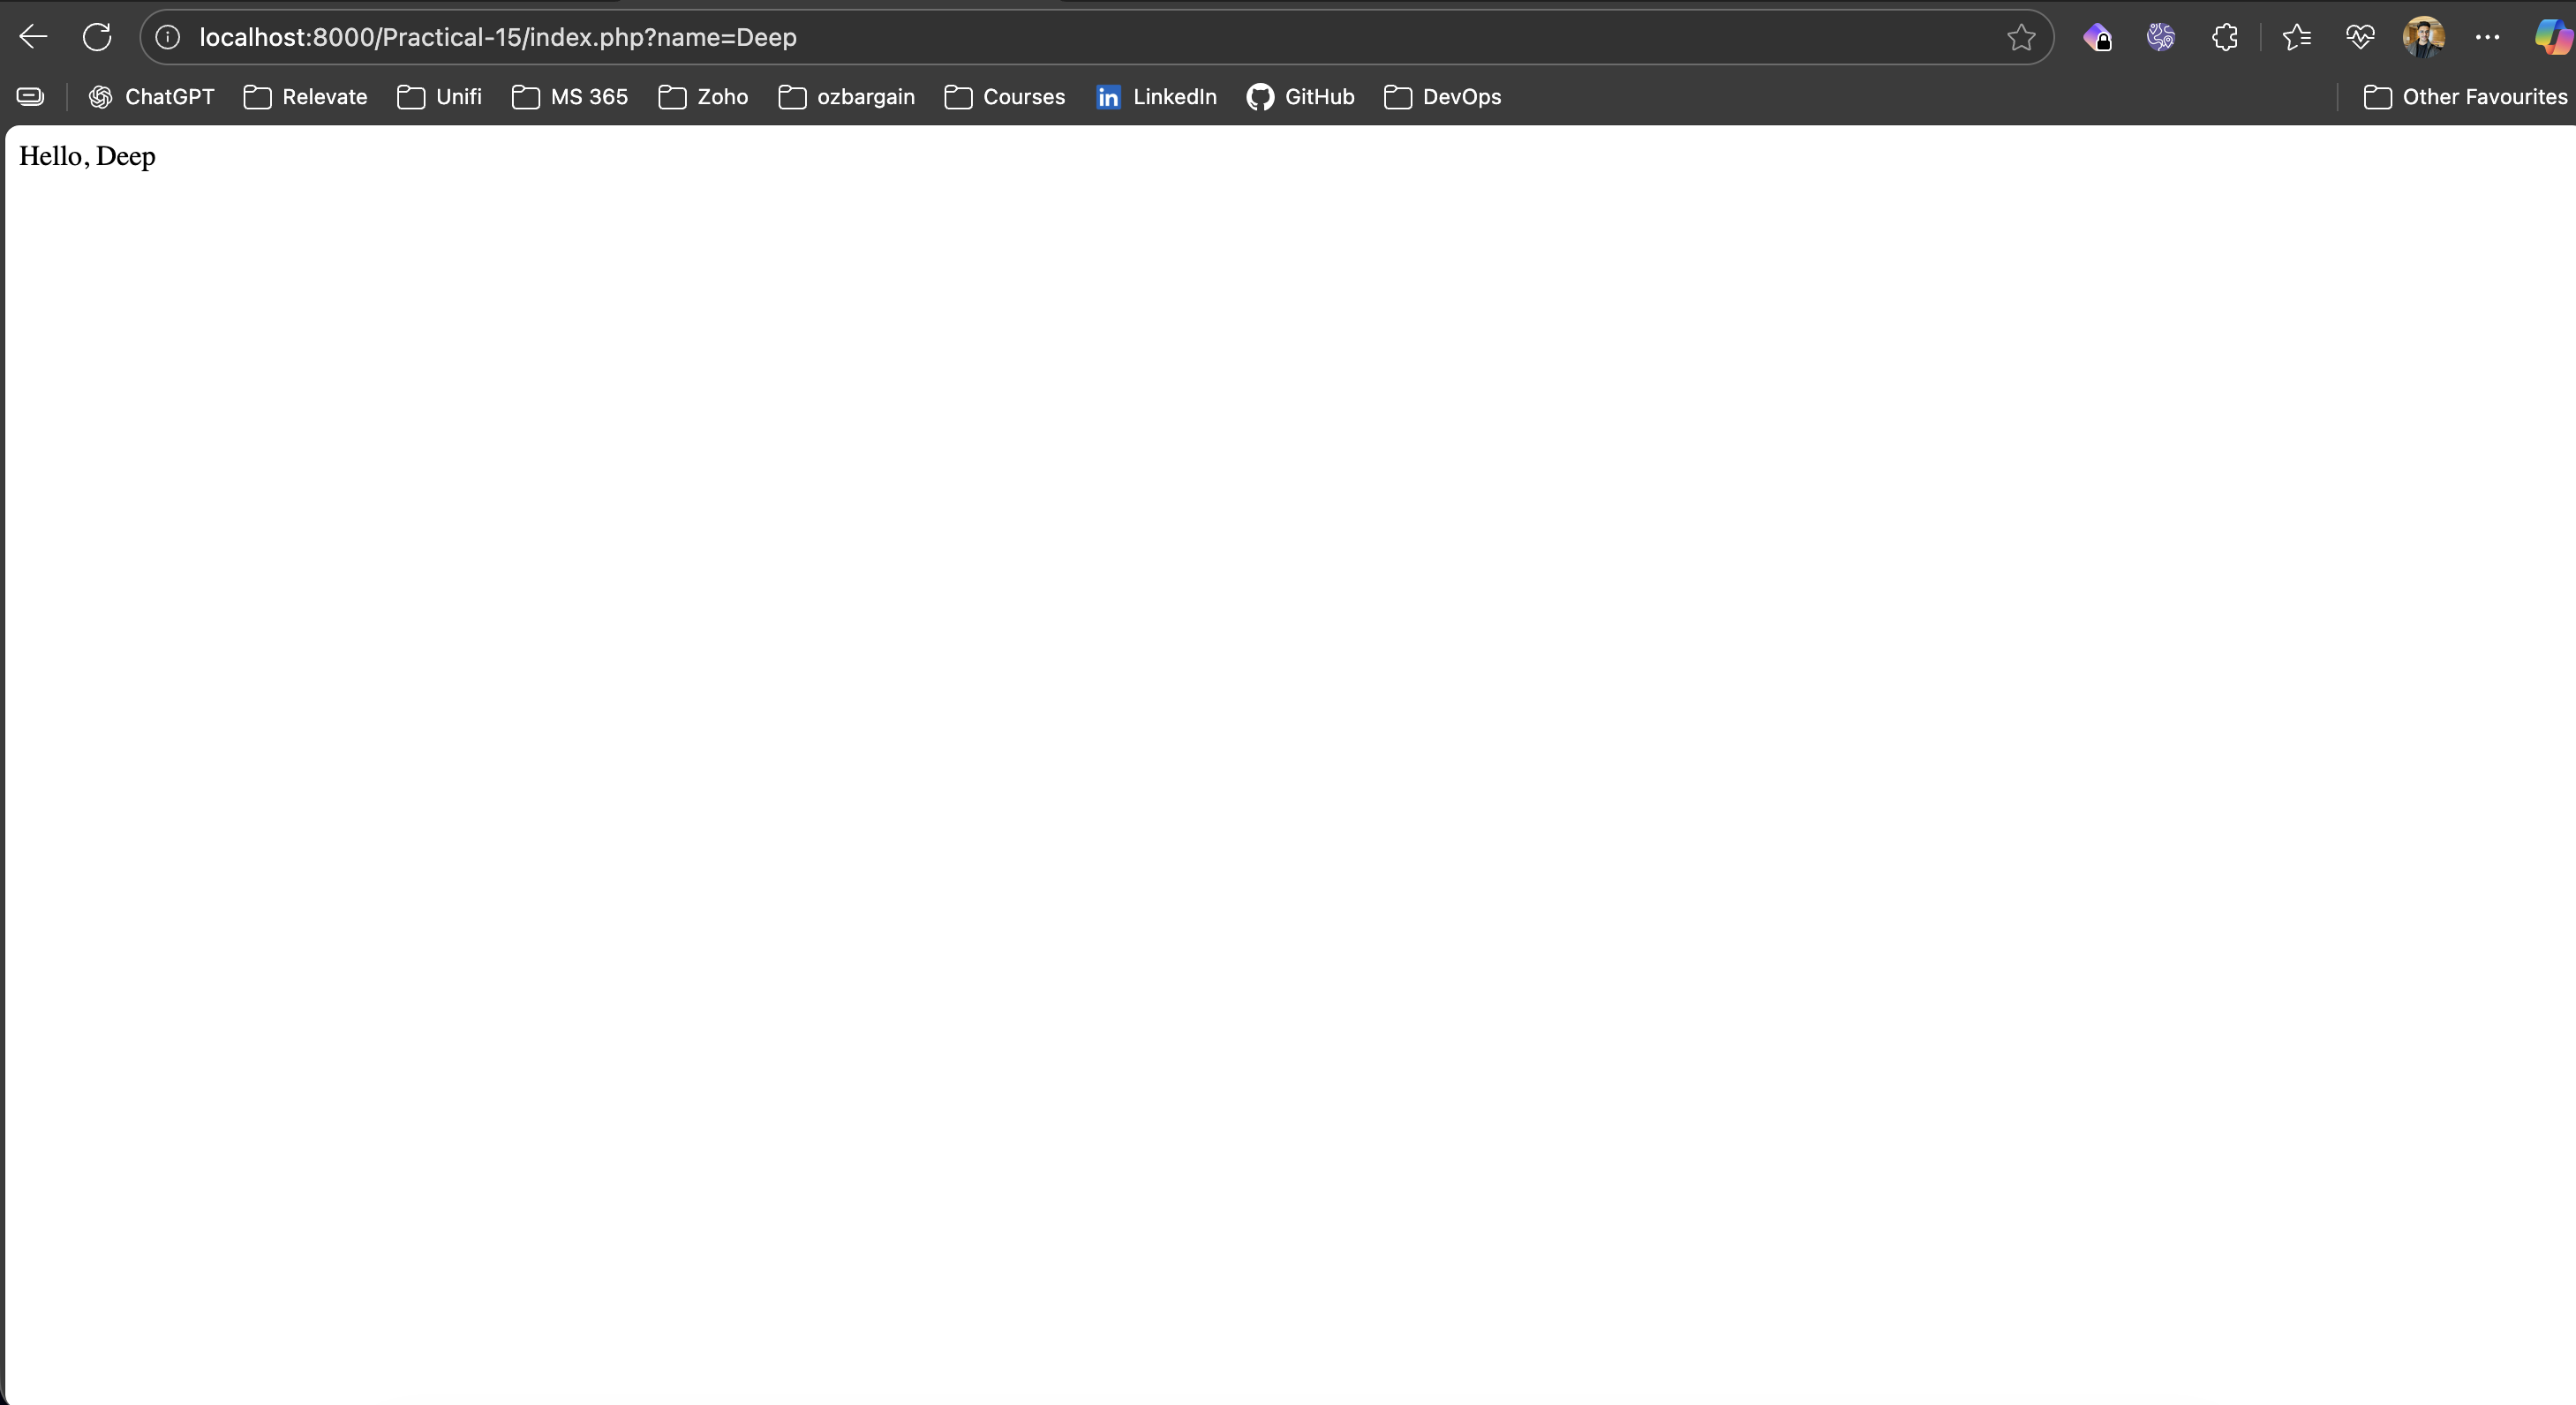 localhost:8000/Practical-15/index.php?name=Deep
ChatGPT Relevate Unifi MS 365 Zoho ozbargain Courses LinkedIn GitHub DevOps Other Favourites
Hello, Deep